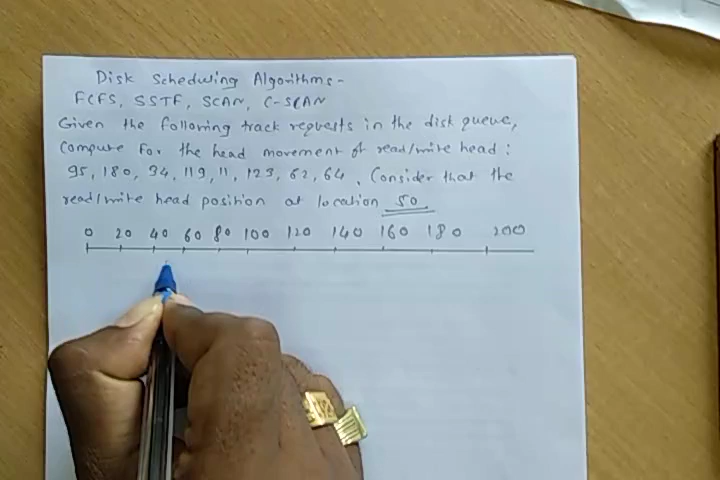 Disk Scheduling Algorithms-
FCFS, SSTF, SCAN, C-SCAN
Given the following track requests in the disk queue,
Compute for the head movement of read/write head:
95, 180, 34, 119, 11, 123, 62, 64. Consider that the
read/write head position at location 50
0 20 40 60 80 100 120 140 160 180 200